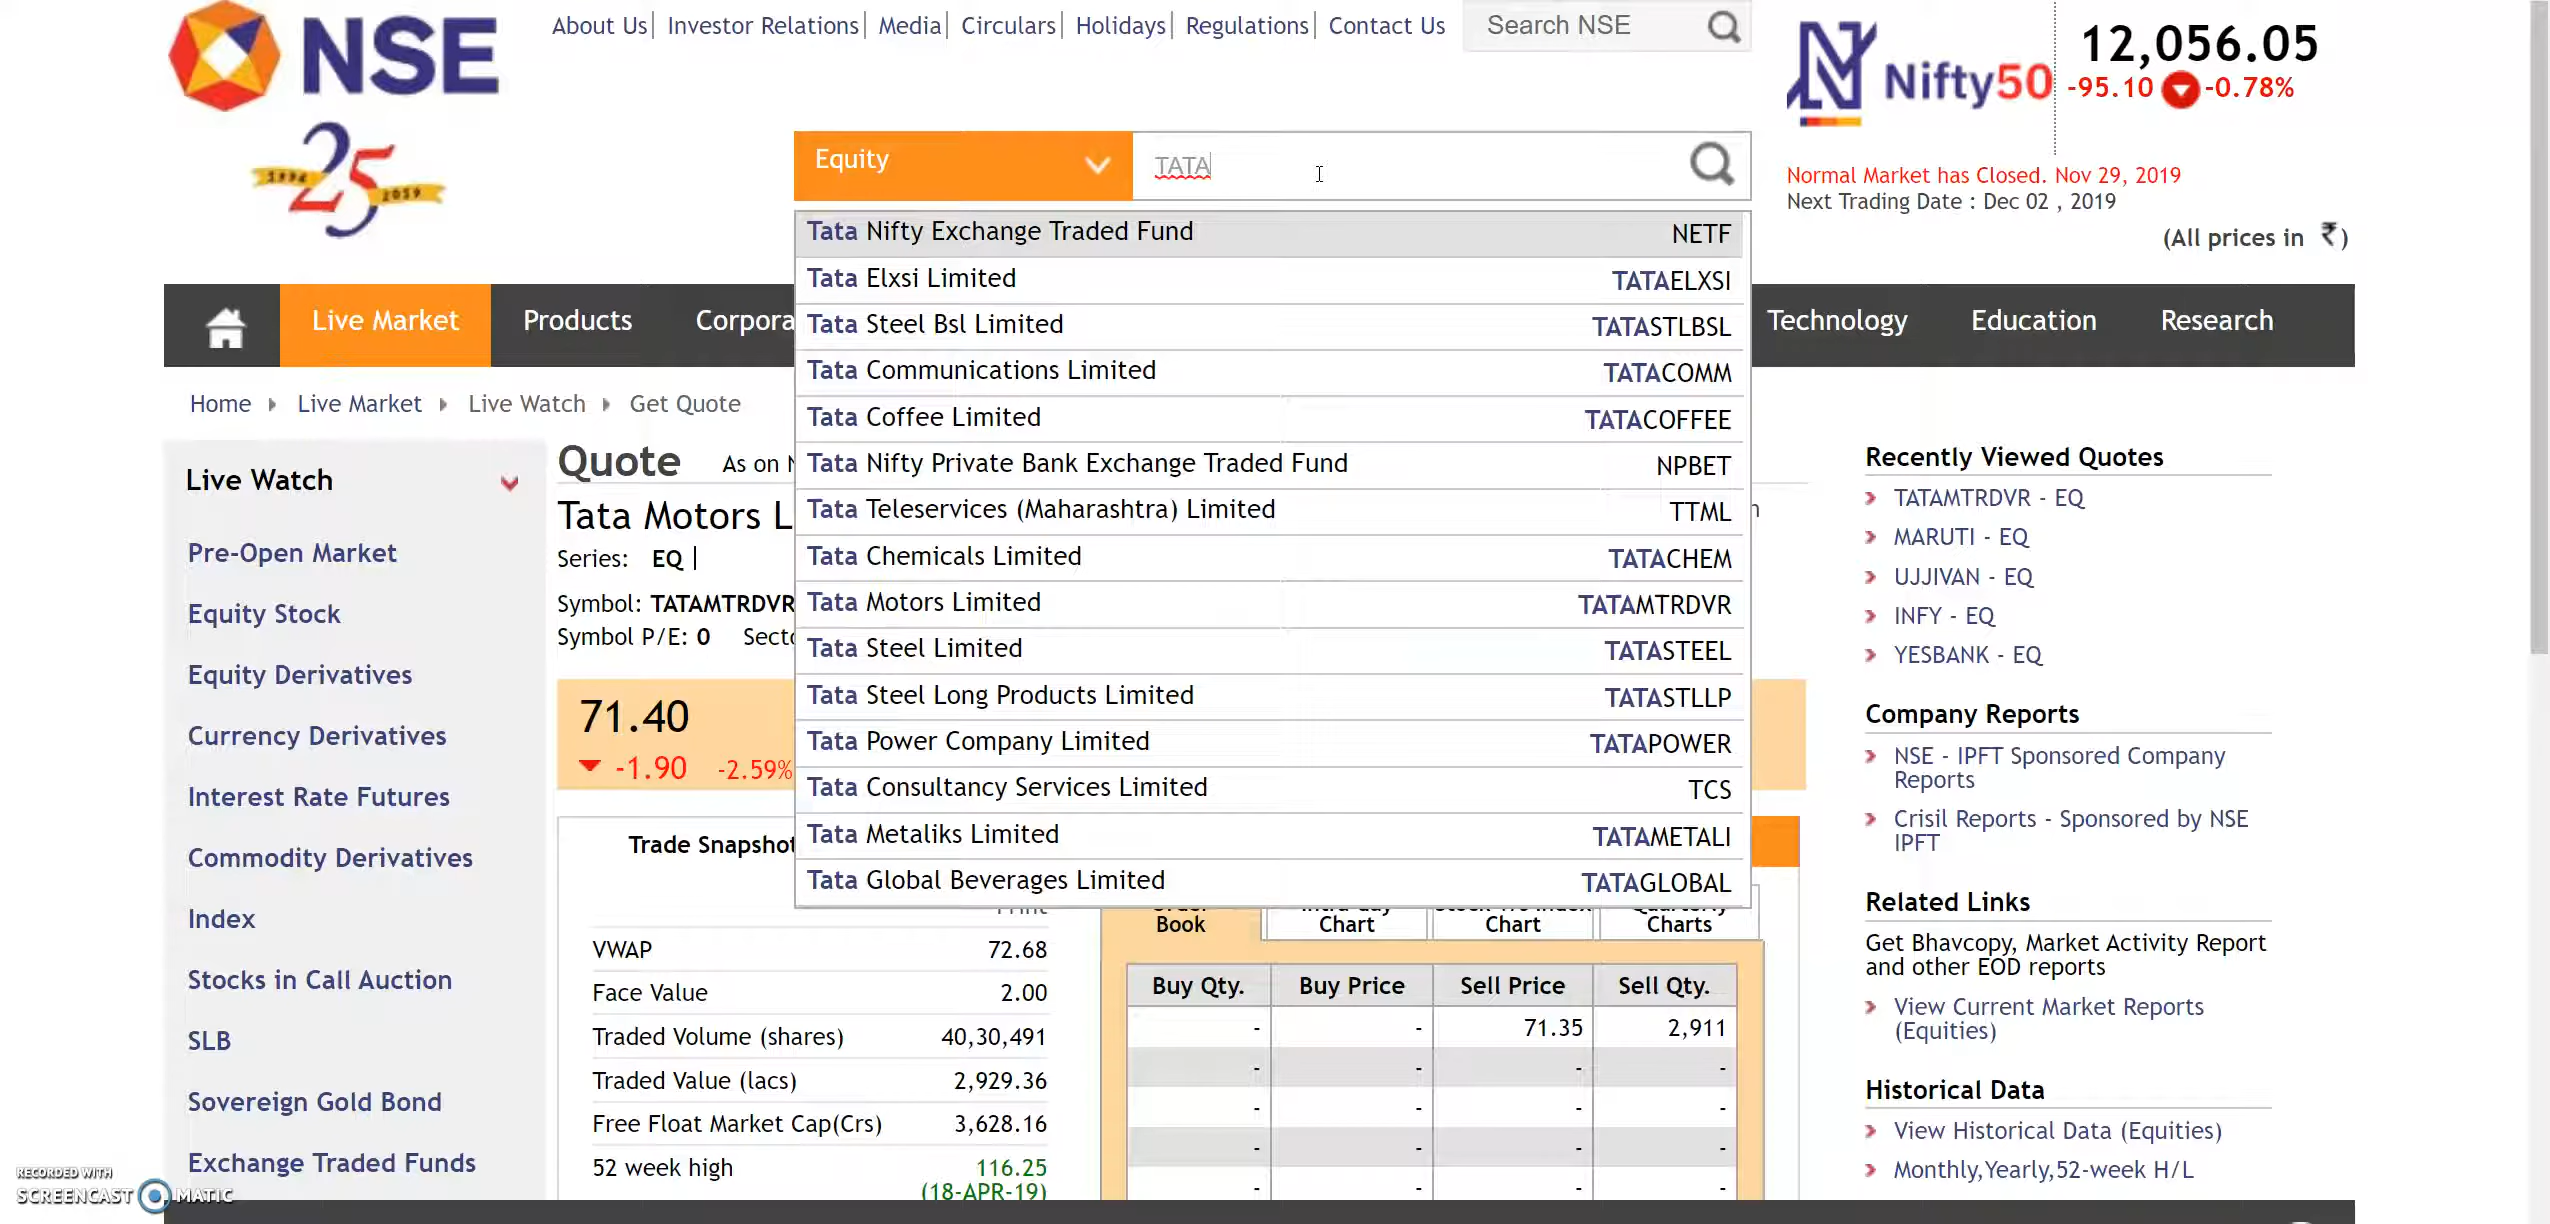 NSE
About Us
Investor Relations
Media
Circulars
Holidays
Regulations
Contact Us
Search NSE
Nifty50
12,056.05
-95.10 -0.78%
25
1994 2019
Normal Market has Closed. Nov 29, 2019
Next Trading Date : Dec 02 , 2019
(All prices in ₹)
Equity
TATA
Tata Nifty Exchange Traded Fund NETF
Tata Elxsi Limited TATAELXSI
Tata Steel Bsl Limited TATASTLBSL
Tata Communications Limited TATACOMM
Tata Coffee Limited TATACOFFEE
Tata Nifty Private Bank Exchange Traded Fund NPBET
Tata Teleservices (Maharashtra) Limited TTML
Tata Chemicals Limited TATACHEM
Tata Motors Limited TATAMTRDVR
Tata Steel Limited TATASTEEL
Tata Steel Long Products Limited TATASTLLP
Tata Power Company Limited TATAPOWER
Tata Consultancy Services Limited TCS
Tata Metaliks Limited TATAMETALI
Tata Global Beverages Limited TATAGLOBAL
Live Market
Products
Corpora
Technology
Education
Research
Home
Live Market
Live Watch
Get Quote
Live Watch
Pre-Open Market
Equity Stock
Equity Derivatives
Currency Derivatives
Interest Rate Futures
Commodity Derivatives
Index
Stocks in Call Auction
SLB
Sovereign Gold Bond
Exchange Traded Funds
Quote As on N
Tata Motors L
Series: EQ |
Symbol: TATAMTRDVR
Symbol P/E: 0 Secto
71.40
-1.90 -2.59%
Trade Snapshot
Print
VWAP 72.68
Face Value 2.00
Traded Volume (shares) 40,30,491
Traded Value (lacs) 2,929.36
Free Float Market Cap(Crs) 3,628.16
52 week high 116.25
(18-APR-19)
Order Book
Intra-day Chart
Chart
Quarterly Charts
Buy Qty. Buy Price Sell Price Sell Qty.
- - 71.35 2,911
- - - -
- - - -
- - - -
- - - -
Recently Viewed Quotes
TATAMTRDVR - EQ
MARUTI - EQ
UJJIVAN - EQ
INFY - EQ
YESBANK - EQ
Company Reports
NSE - IPFT Sponsored Company
Reports
Crisil Reports - Sponsored by NSE
IPFT
Related Links
Get Bhavcopy, Market Activity Report
and other EOD reports
View Current Market Reports
(Equities)
Historical Data
View Historical Data (Equities)
Monthly,Yearly,52-week H/L
RECORDED WITH
SCREENCAST MATIC